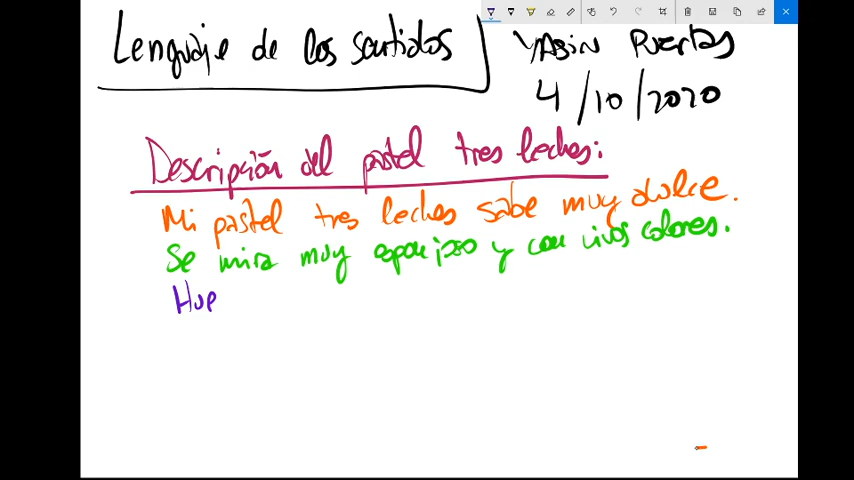 Lenguaje de los sentidos
YASIN Puertas
4/10/2020
Descripción del pastel tres leches:
Mi pastel tres leches sabe muy dulce.
Se mira muy esponjoso y con vivos colores.
Hue